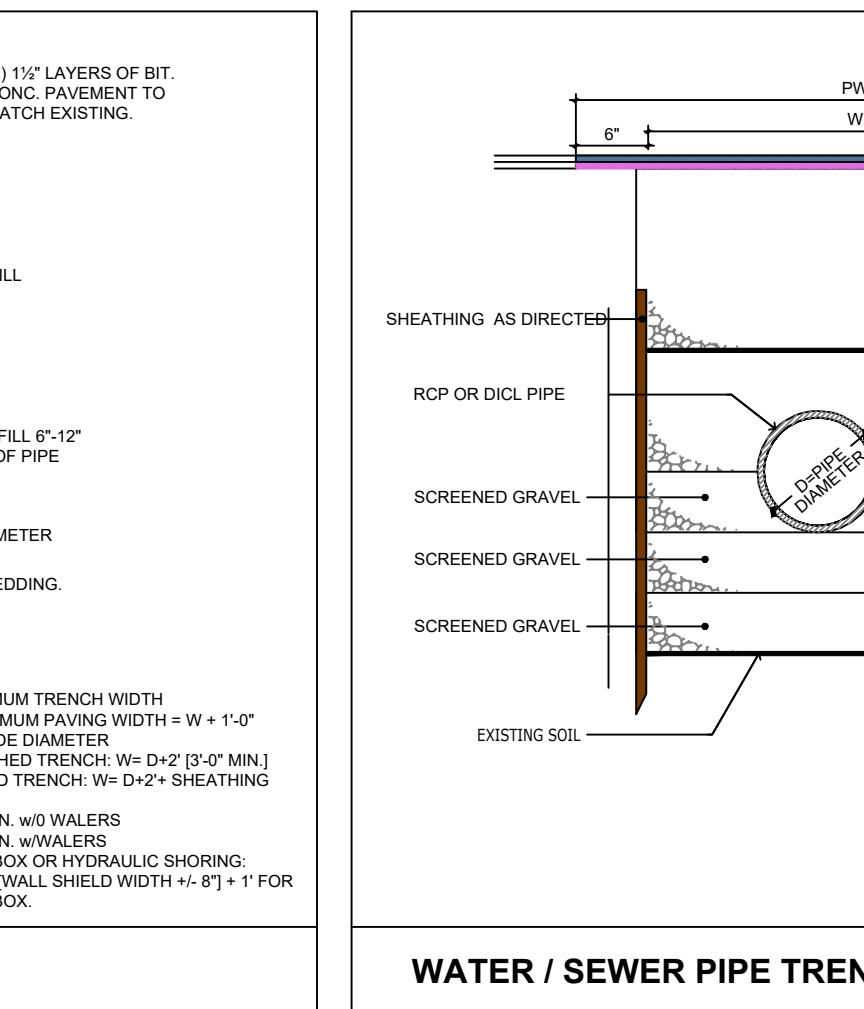 ) 1½" LAYERS OF BIT.
ONC. PAVEMENT TO
ATCH EXISTING.
ILL
FILL 6"-12"
OF PIPE
METER
EDDING.
MUM TRENCH WIDTH
MUM PAVING WIDTH = W + 1'-0"
DE DIAMETER
HED TRENCH: W= D+2' [3'-0" MIN.]
D TRENCH: W= D+2'+ SHEATHING
N. w/0 WALERS
N. w/WALERS
BOX OR HYDRAULIC SHORING:
[WALL SHIELD WIDTH +/- 8"] + 1' FOR
BOX.
PW
W
6"
SHEATHING AS DIRECTED
RCP OR DICL PIPE
D=PIPE
DIAMETER
SCREENED GRAVEL
SCREENED GRAVEL
SCREENED GRAVEL
EXISTING SOIL
WATER / SEWER PIPE TREN